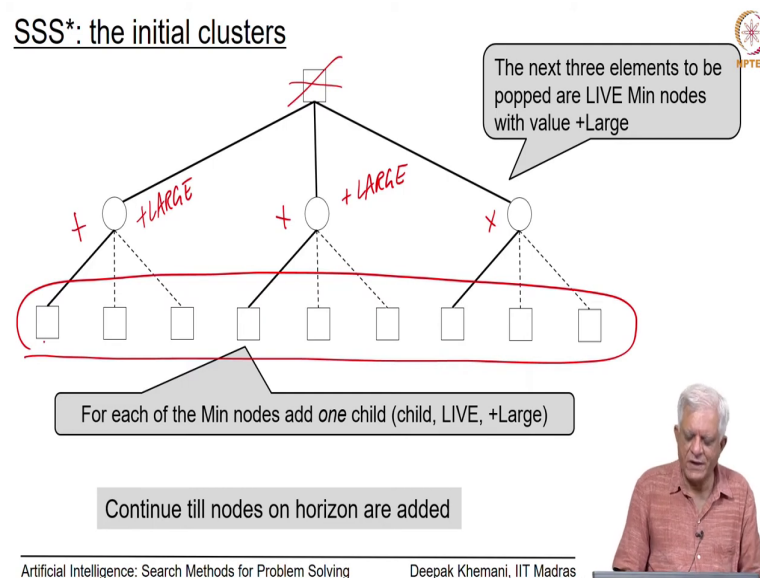 SSS*: the initial clusters
The next three elements to be
popped are LIVE Min nodes
with value +Large
+LARGE
+ LARGE
For each of the Min nodes add one child (child, LIVE, +Large)
Continue till nodes on horizon are added
Artificial Intelligence: Search Methods for Problem Solving
Deepak Khemani, IIT Madras